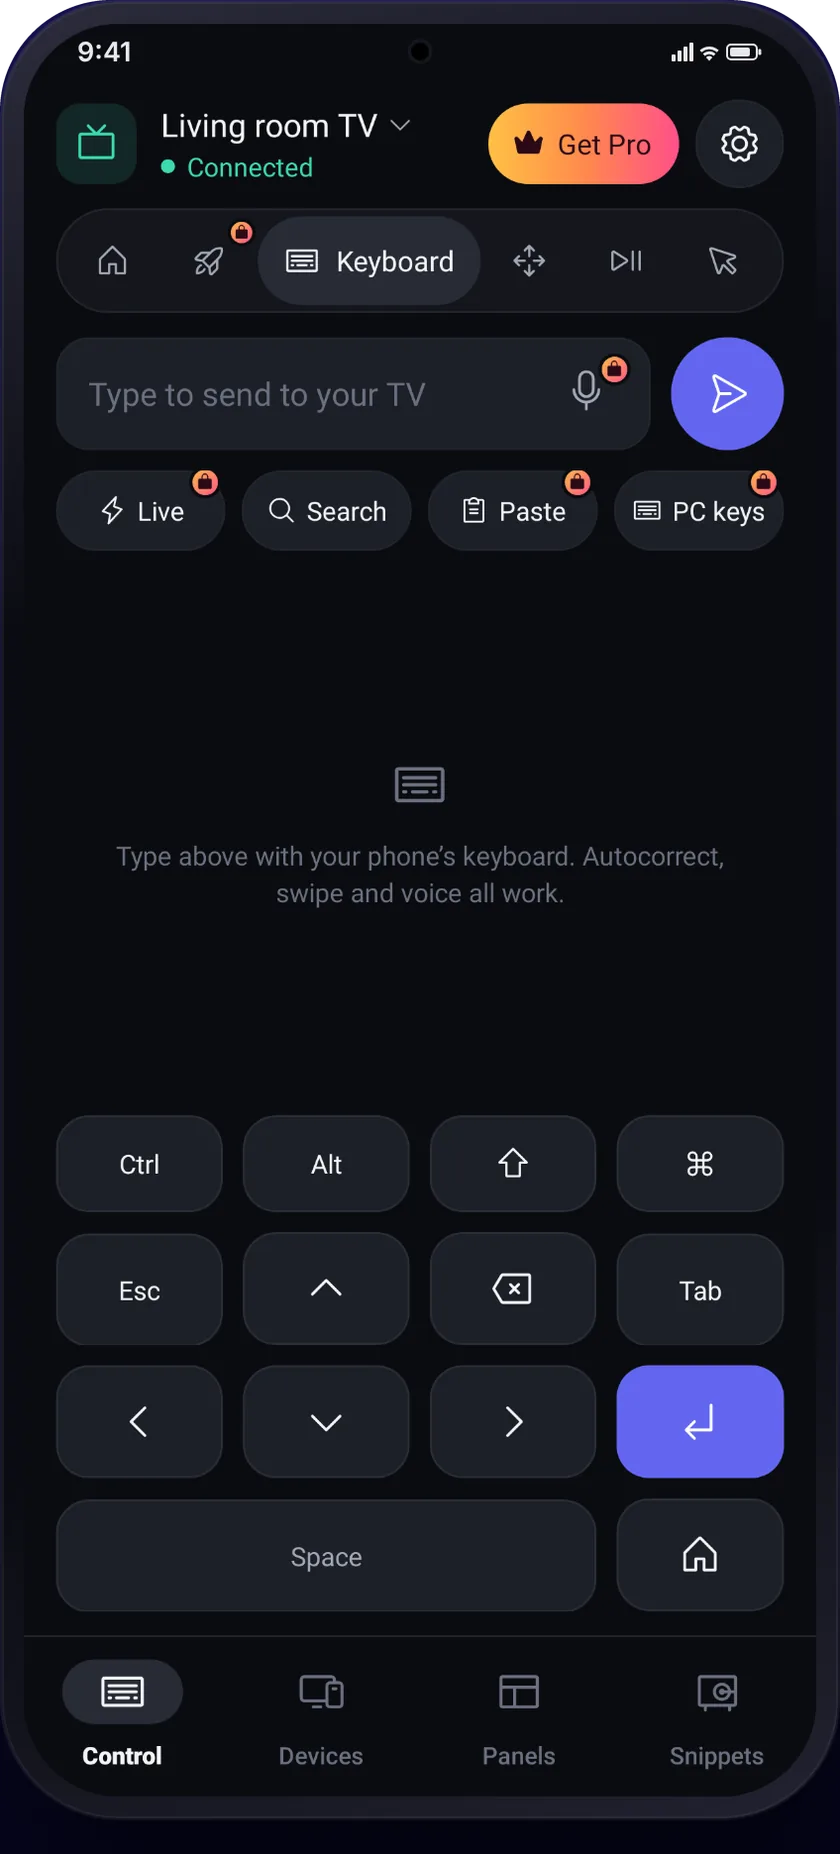 9:41
Living room TV
Connected
Get Pro
Keyboard
Type to send to your TV
Live
Search
Paste
PC keys
Type above with your phone’s keyboard. Autocorrect,
swipe and voice all work.
Ctrl
Alt
⌘
Esc
Tab
Space
Control
Devices
Panels
Snippets